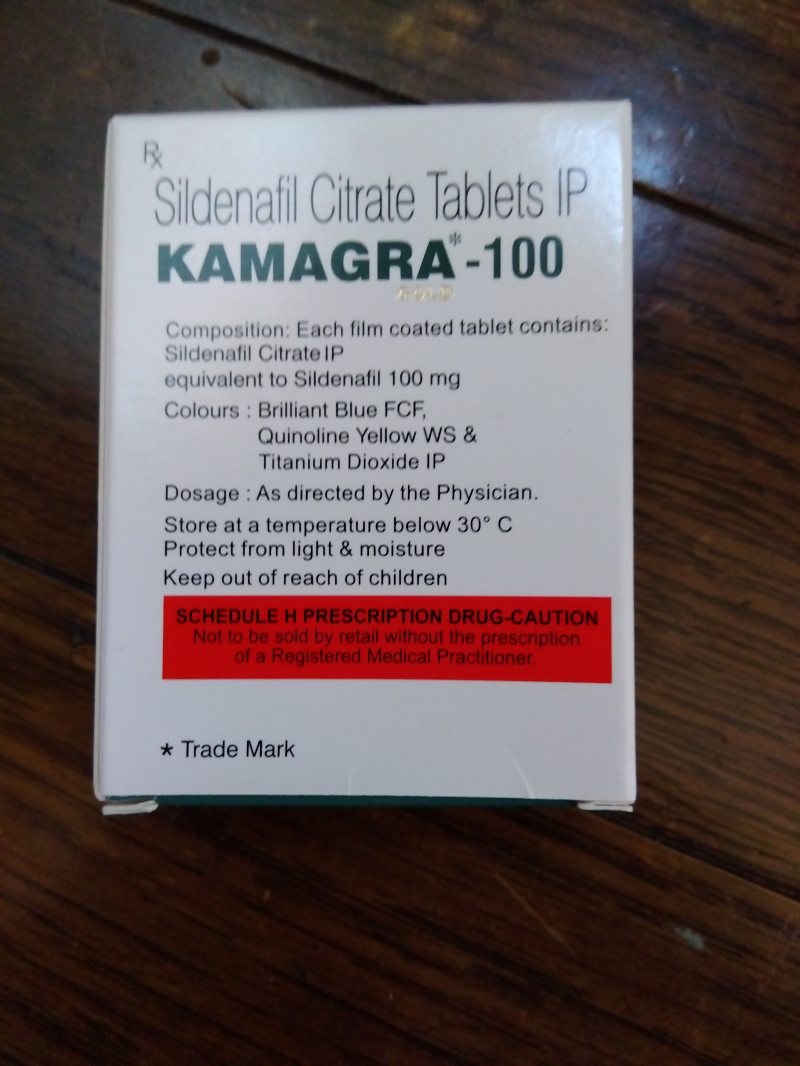 Rx
Sildenafil Citrate Tablets IP
KAMAGRA*-100
GOLD
Composition: Each film coated tablet contains:
Sildenafil Citrate IP
equivalent to Sildenafil 100 mg
Colours : Brilliant Blue FCF,
Quinoline Yellow WS &
Titanium Dioxide IP
Dosage : As directed by the Physician.
Store at a temperature below 30° C
Protect from light & moisture
Keep out of reach of children
SCHEDULE H PRESCRIPTION DRUG-CAUTION
Not to be sold by retail without the prescription
of a Registered Medical Practitioner.
* Trade Mark